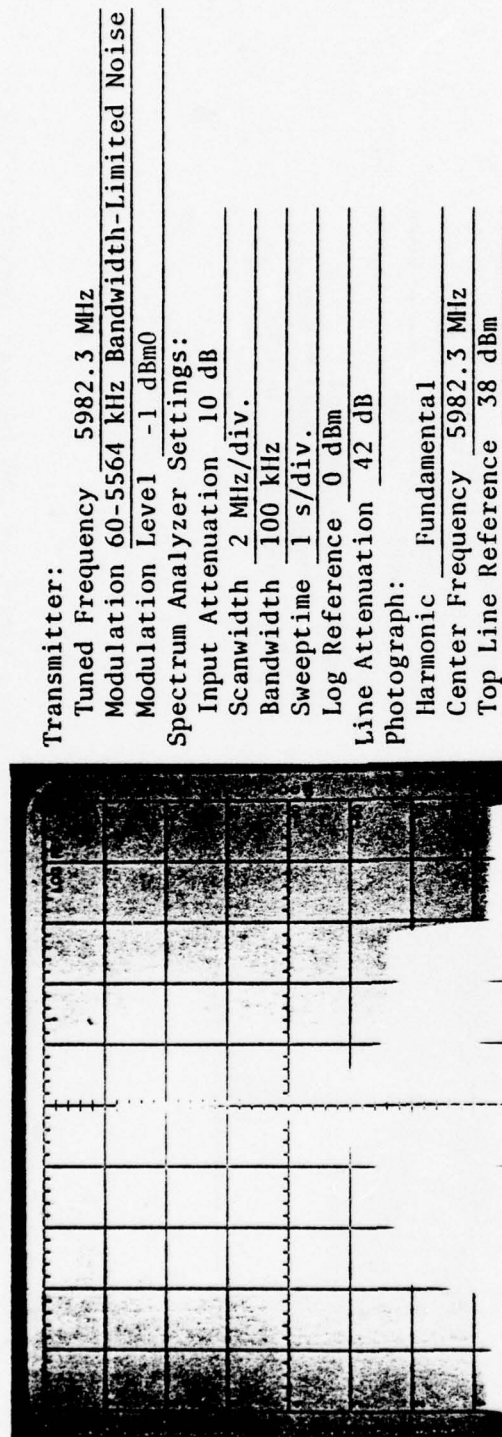 Transmitter:
Tuned Frequency 5982.3 MHz
Modulation 60-5564 kHz Bandwidth-Limited Noise
Modulation Level -1 dBm0
Spectrum Analyzer Settings:
Input Attenuation 10 dB
Scanwidth 2 MHz/div.
Bandwidth 100 kHz
Sweeptime 1 s/div.
Log Reference 0 dBm
Line Attenuation 42 dB
Photograph:
Harmonic Fundamental
Center Frequency 5982.3 MHz
Top Line Reference 38 dBm
LOG